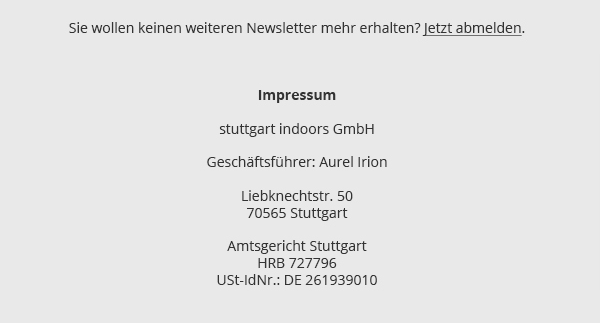 Sie wollen keinen weiteren Newsletter mehr erhalten? Jetzt abmelden.
Impressum
stuttgart indoors GmbH
Geschäftsführer: Aurel Irion
Liebknechtstr. 50
70565 Stuttgart
Amtsgericht Stuttgart
HRB 727796
USt-IdNr.: DE 261939010